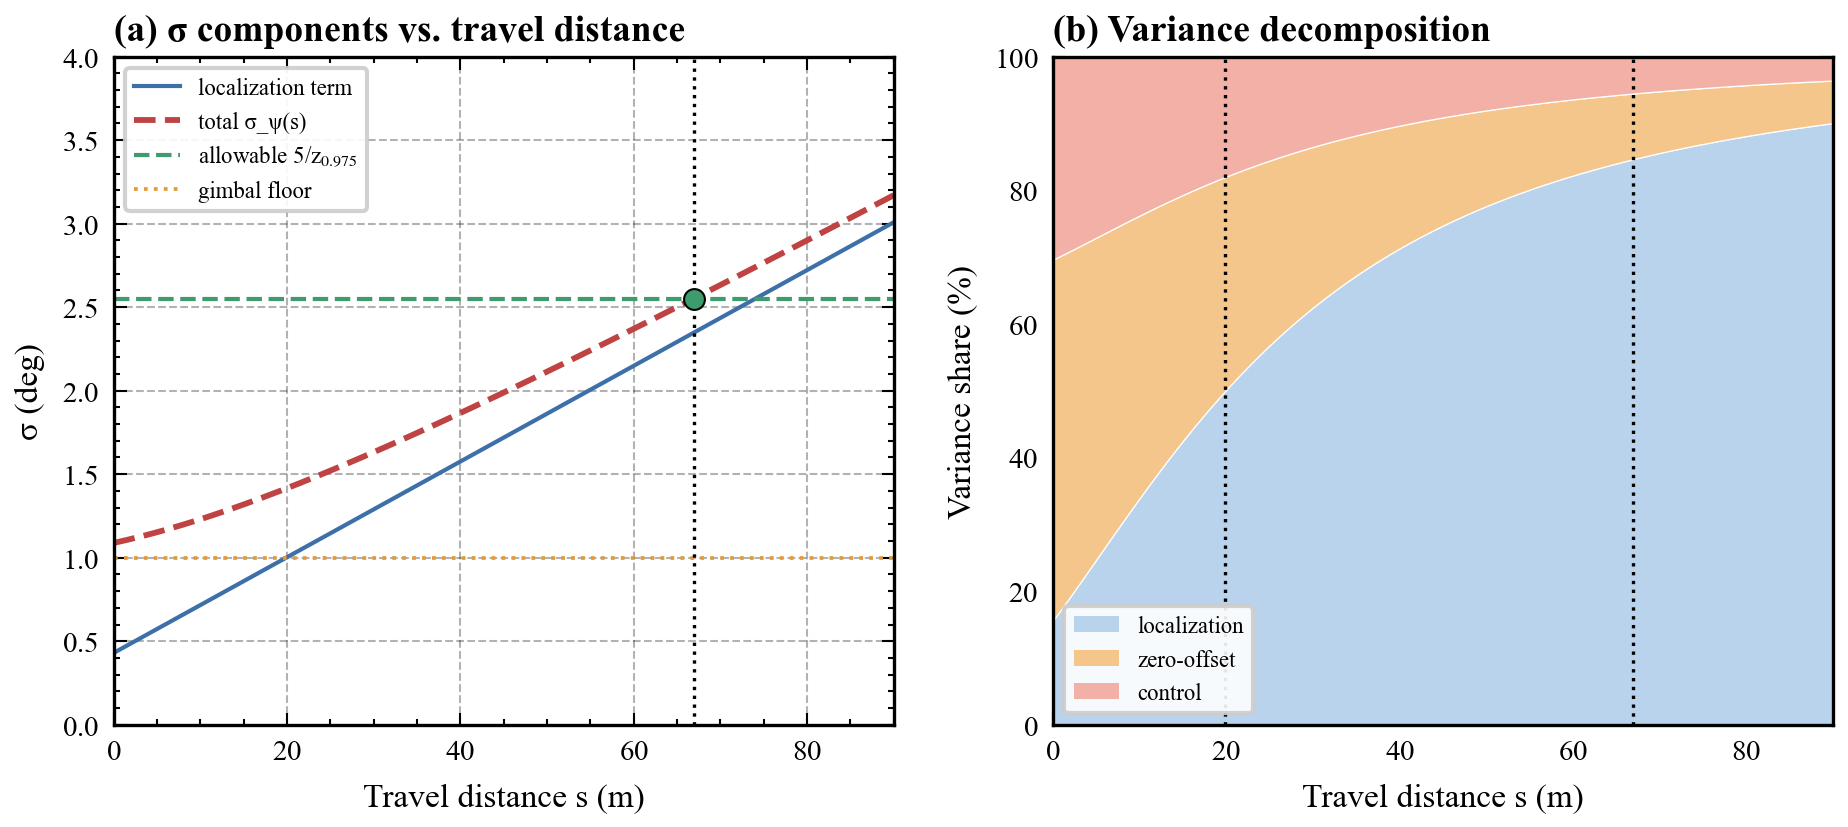 (a) σ components vs. travel distance
4.0
3.5
3.0
2.5
2.0
1.5
1.0
0.5
0.0
σ (deg)
localization term
total σ_ψ(s)
allowable 5/z₀.₉₇₅
gimbal floor
0 20 40 60 80
Travel distance s (m)
(b) Variance decomposition
100
80
60
40
20
0
Variance share (%)
localization
zero-offset
control
0 20 40 60 80
Travel distance s (m)